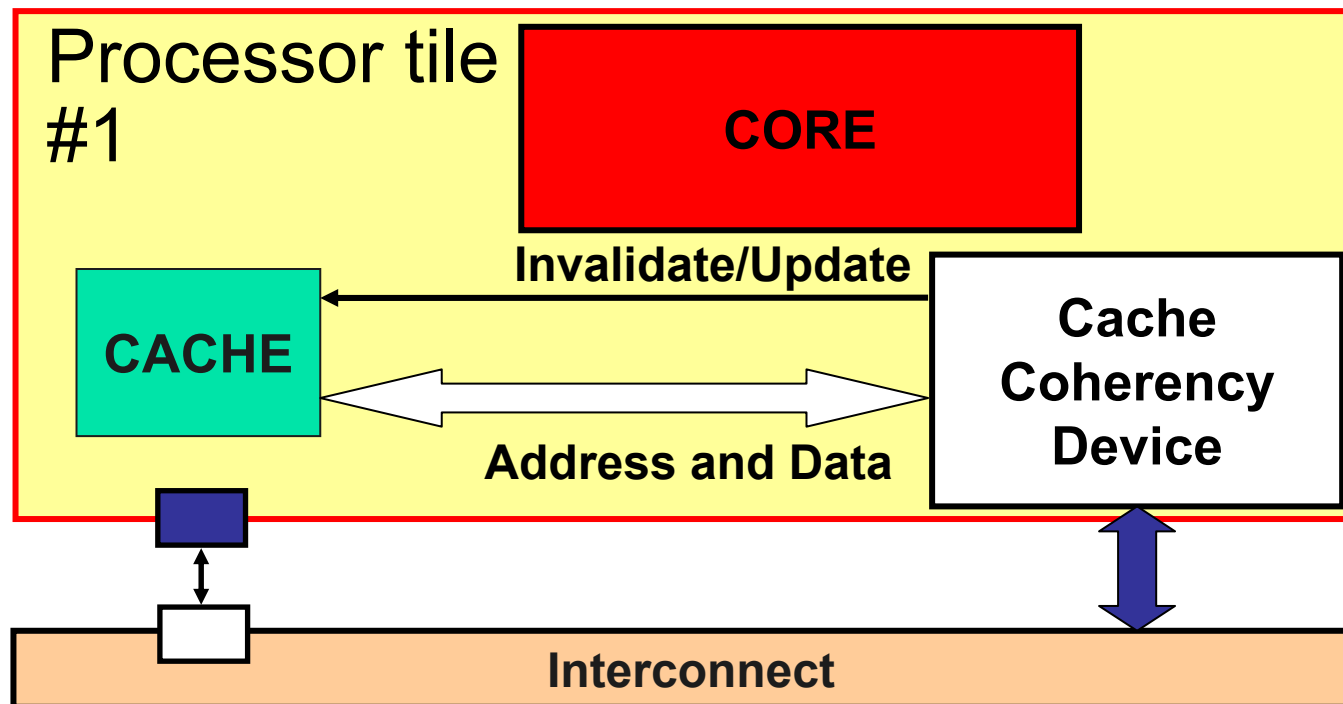 Processor tile
#1
CORE
Invalidate/Update
CACHE
Cache
Coherency
Device
Address and Data
Interconnect